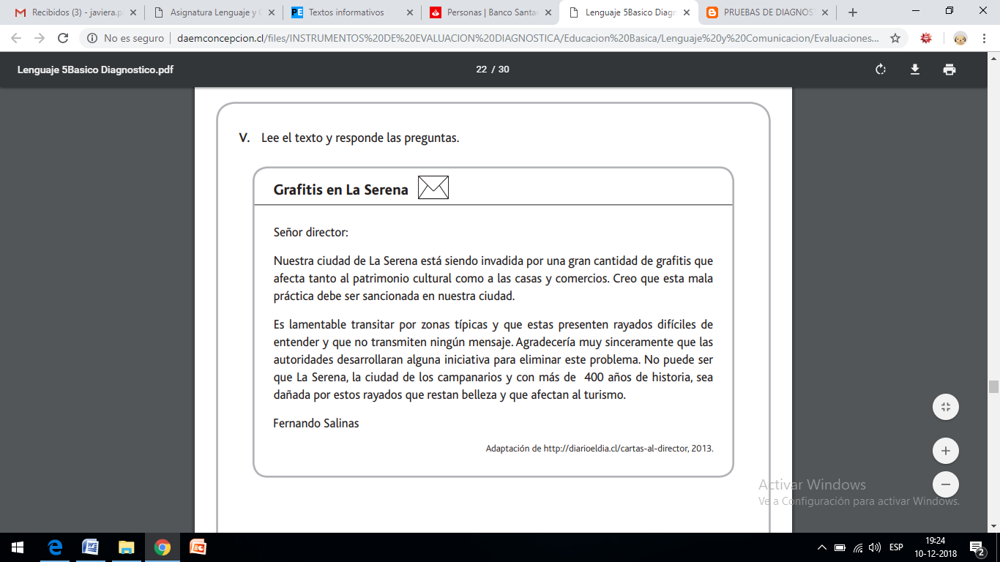 Recibidos (3) - javiera.p
Asignatura Lenguaje y C
PE Textos informativos
Personas | Banco Santar
Lenguaje 5Basico Diagn
PRUEBAS DE DIAGNOST
No es seguro | daemconcepcion.cl/files/INSTRUMENTOS%20DE%20EVALUACION%20DIAGNOSTICA/Educacion%20Basica/Lenguaje%20y%20Comunicacion/Evaluaciones...
Lenguaje 5Basico Diagnostico.pdf
22 / 30
V. Lee el texto y responde las preguntas.
Grafitis en La Serena
Señor director:
Nuestra ciudad de La Serena está siendo invadida por una gran cantidad de grafitis que
afecta tanto al patrimonio cultural como a las casas y comercios. Creo que esta mala
práctica debe ser sancionada en nuestra ciudad.
Es lamentable transitar por zonas típicas y que estas presenten rayados difíciles de
entender y que no transmiten ningún mensaje. Agradecería muy sinceramente que las
autoridades desarrollaran alguna iniciativa para eliminar este problema. No puede ser
que La Serena, la ciudad de los campanarios y con más de 400 años de historia, sea
dañada por estos rayados que restan belleza y que afectan al turismo.
Fernando Salinas
Adaptación de http://diarioeldia.cl/cartas-al-director, 2013.
Activar Windows
Ve a Configuración para activar Windows.
ESP
19:24
10-12-2018
2